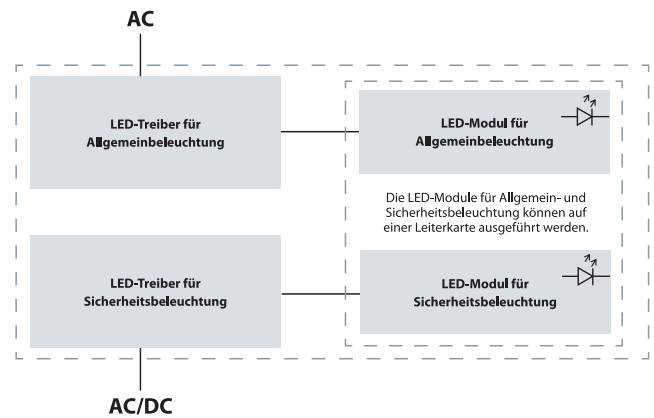 AC
LED-Treiber für
Allgemeinbeleuchtung
LED-Modul für
Allgemeinbeleuchtung
Die LED-Module für Allgemein- und
Sicherheitsbeleuchtung können auf
einer Leiterkarte ausgeführt werden.
LED-Treiber für
Sicherheitsbeleuchtung
LED-Modul für
Sicherheitsbeleuchtung
AC/DC